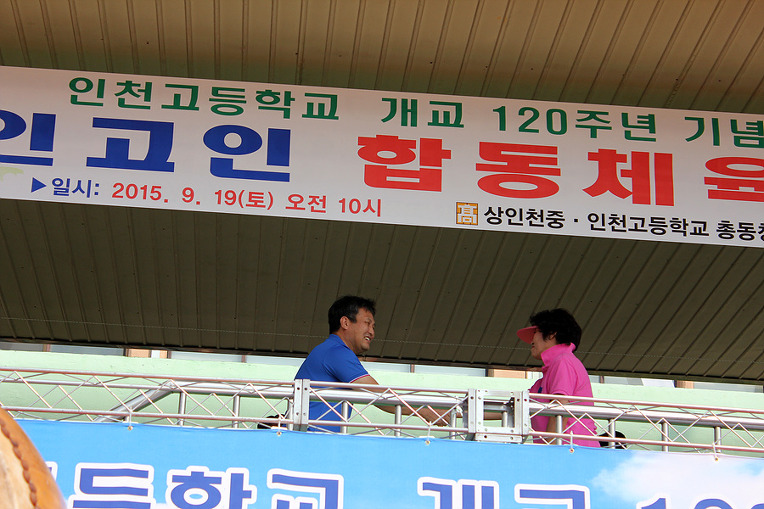 인천고등학교 개교 120주년 기념
인고인 합동체육
▶일시: 2015. 9. 19(토) 오전 10시
高 상인천중·인천고등학교 총동창
등학교 개교 12